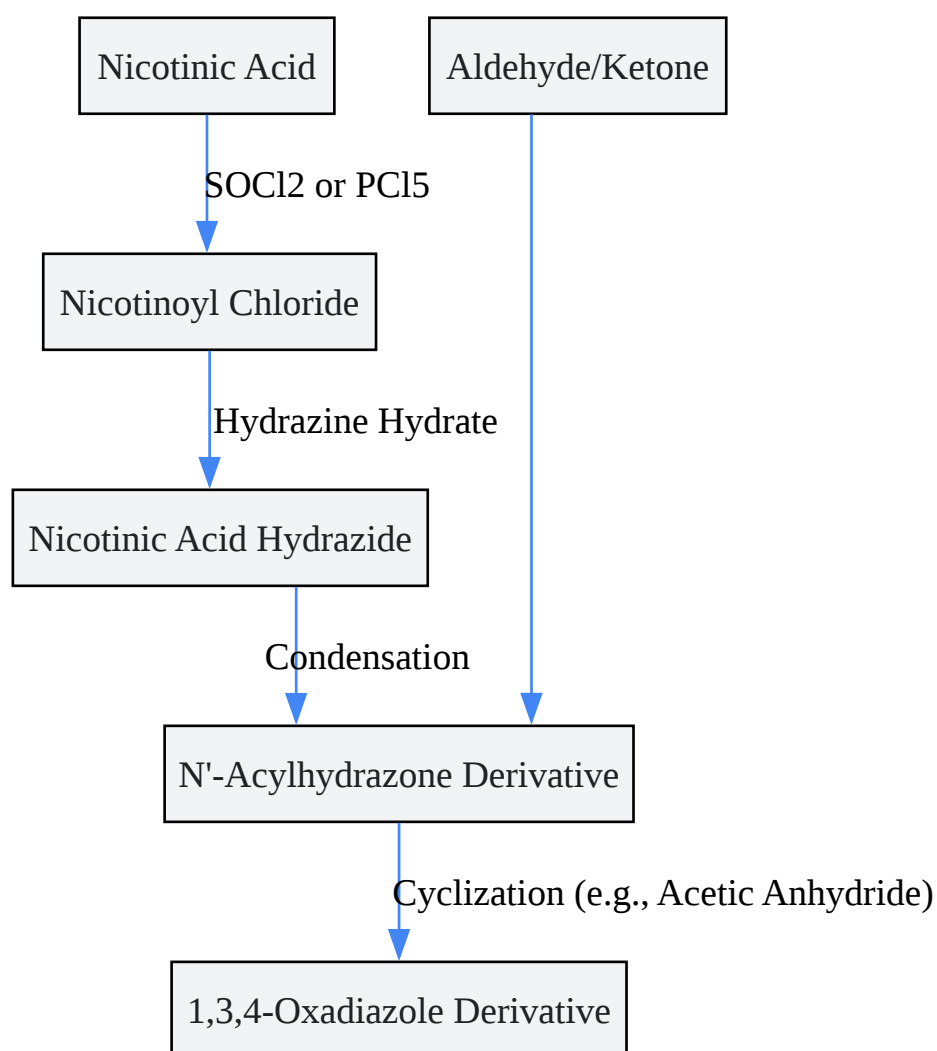 Nicotinic Acid
Aldehyde/Ketone
SOCl2 or PCl5
Nicotinoyl Chloride
Hydrazine Hydrate
Nicotinic Acid Hydrazide
Condensation
N'-Acylhydrazone Derivative
Cyclization (e.g., Acetic Anhydride)
1,3,4-Oxadiazole Derivative